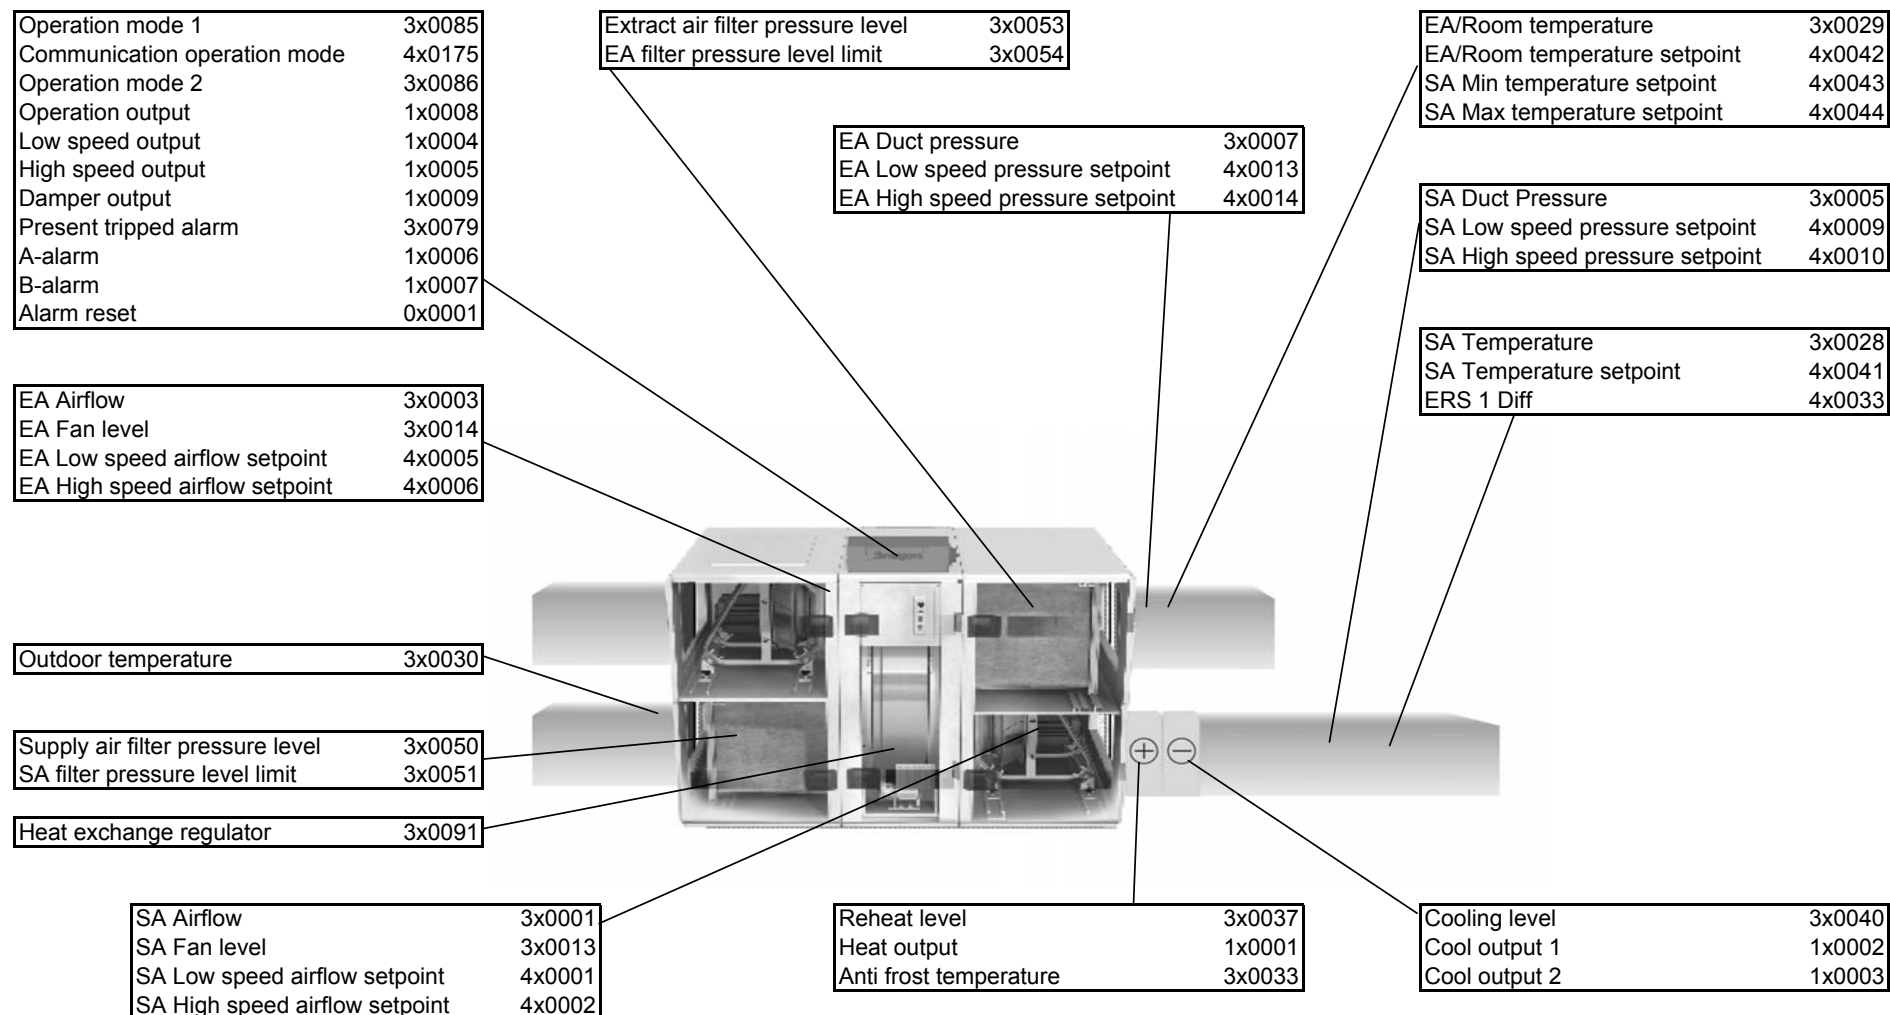 Operation mode 1 3x0085
Communication operation mode 4x0175
Operation mode 2 3x0086
Operation output 1x0008
Low speed output 1x0004
High speed output 1x0005
Damper output 1x0009
Present tripped alarm 3x0079
A-alarm 1x0006
B-alarm 1x0007
Alarm reset 0x0001
Extract air filter pressure level 3x0053
EA filter pressure level limit 3x0054
EA Duct pressure 3x0007
EA Low speed pressure setpoint 4x0013
EA High speed pressure setpoint 4x0014
EA/Room temperature 3x0029
EA/Room temperature setpoint 4x0042
SA Min temperature setpoint 4x0043
SA Max temperature setpoint 4x0044
SA Duct Pressure 3x0005
SA Low speed pressure setpoint 4x0009
SA High speed pressure setpoint 4x0010
SA Temperature 3x0028
SA Temperature setpoint 4x0041
ERS 1 Diff 4x0033
EA Airflow 3x0003
EA Fan level 3x0014
EA Low speed airflow setpoint 4x0005
EA High speed airflow setpoint 4x0006
Outdoor temperature 3x0030
Supply air filter pressure level 3x0050
SA filter pressure level limit 3x0051
Heat exchange regulator 3x0091
SA Airflow 3x0001
SA Fan level 3x0013
SA Low speed airflow setpoint 4x0001
SA High speed airflow setpoint 4x0002
Reheat level 3x0037
Heat output 1x0001
Anti frost temperature 3x0033
Cooling level 3x0040
Cool output 1 1x0002
Cool output 2 1x0003